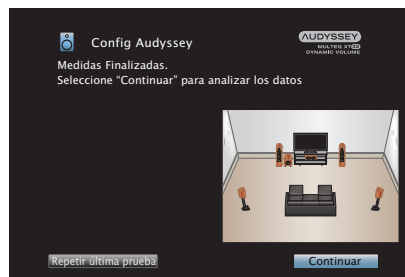 Config Audyssey
AUDYSSEY
MULTEQ XT32
DYNAMIC VOLUME
Medidas Finalizadas.
Seleccione “Continuar” para analizar los datos
Repetir última prueba
Continuar